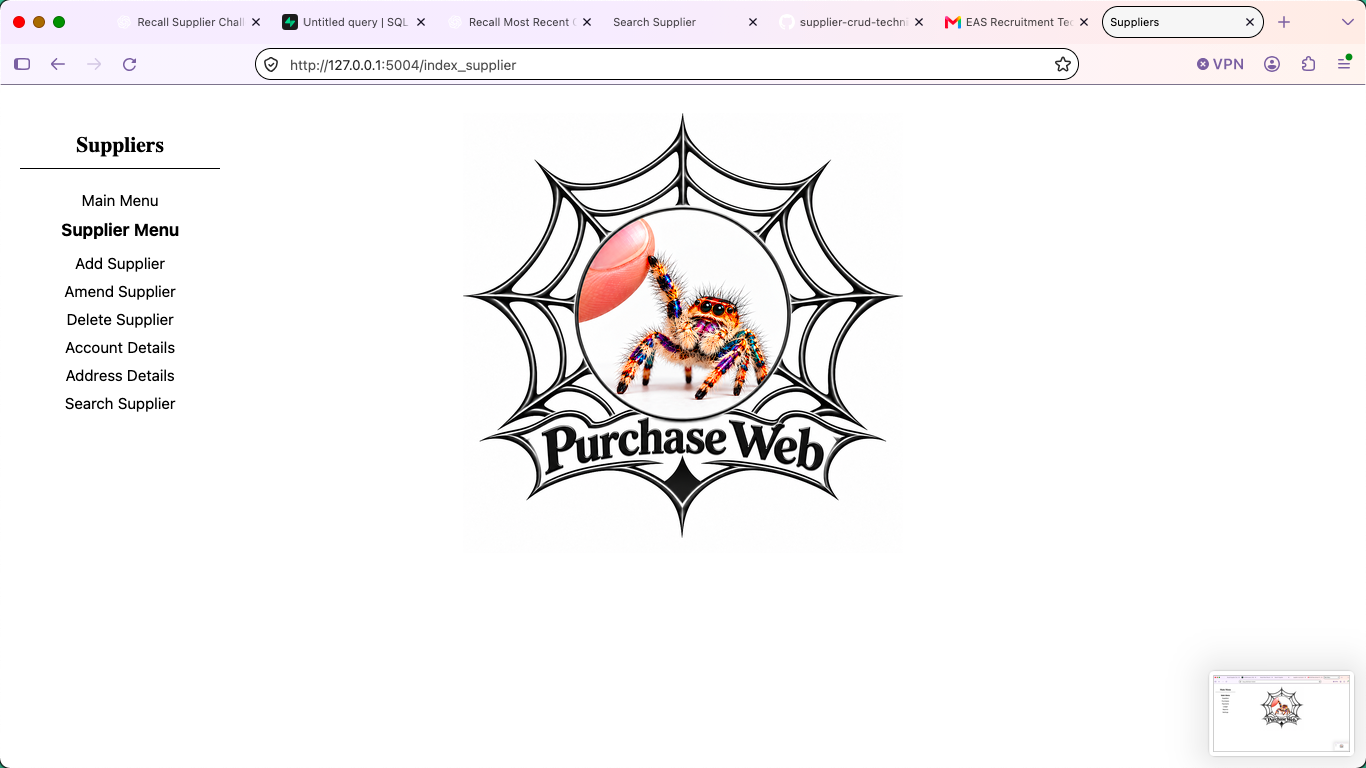 Recall Supplier Chall
Untitled query | SQL
Recall Most Recent
Search Supplier
supplier-crud-techni
EAS Recruitment Tec
Suppliers
http://127.0.0.1:5004/index_supplier
VPN
Suppliers
Main Menu
Supplier Menu
Add Supplier
Amend Supplier
Delete Supplier
Account Details
Address Details
Search Supplier
Purchase Web